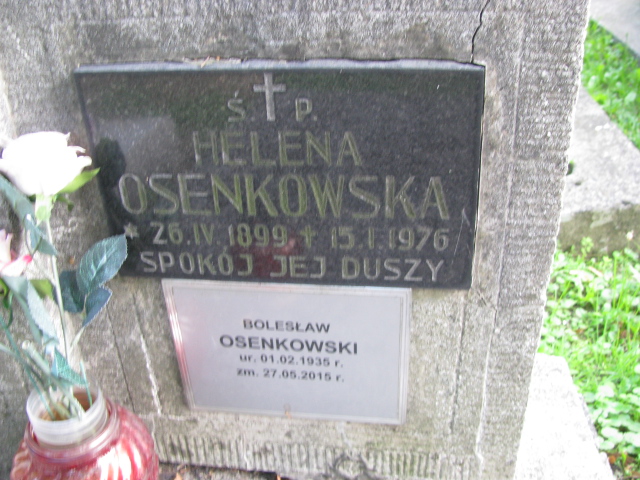 Ś. P.
HELENA
OSENKOWSKA
* 26.IV.1899 ✝ 15.I.1976
SPOKÓJ JEJ DUSZY
BOLESŁAW
OSENKOWSKI
ur. 01.02.1935 r.
zm. 27.05.2015 r.